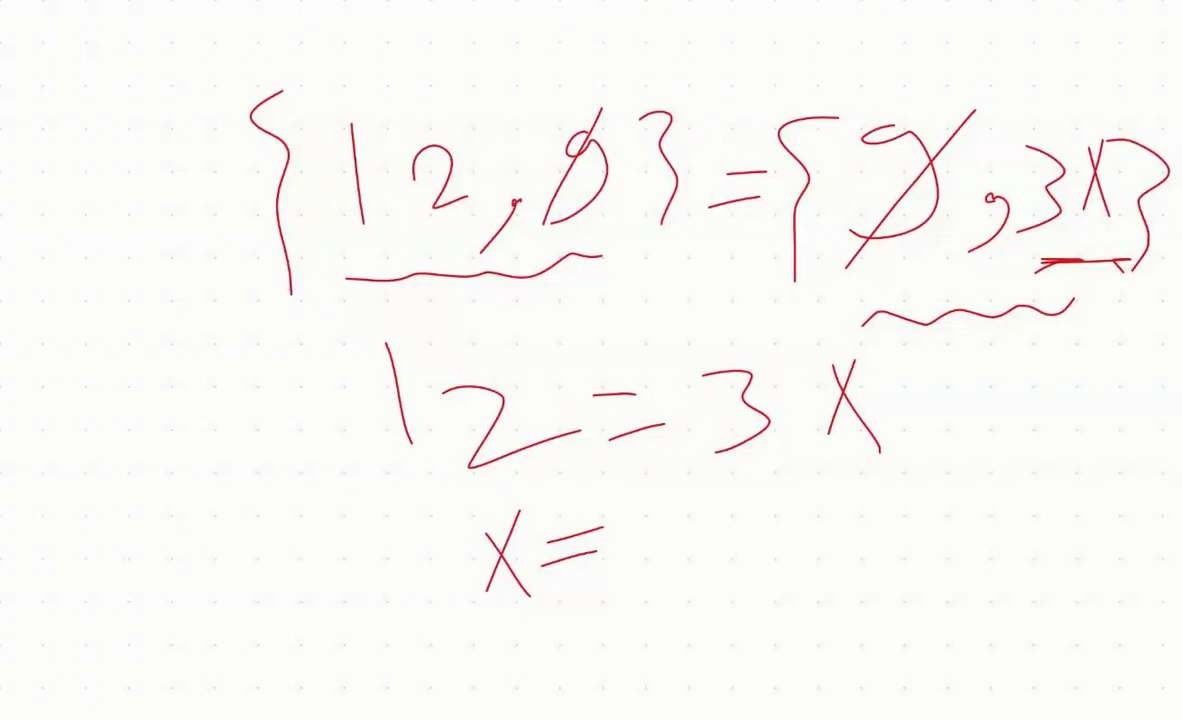 {12, ∅} = {∅, 3x}
12 = 3x
x =